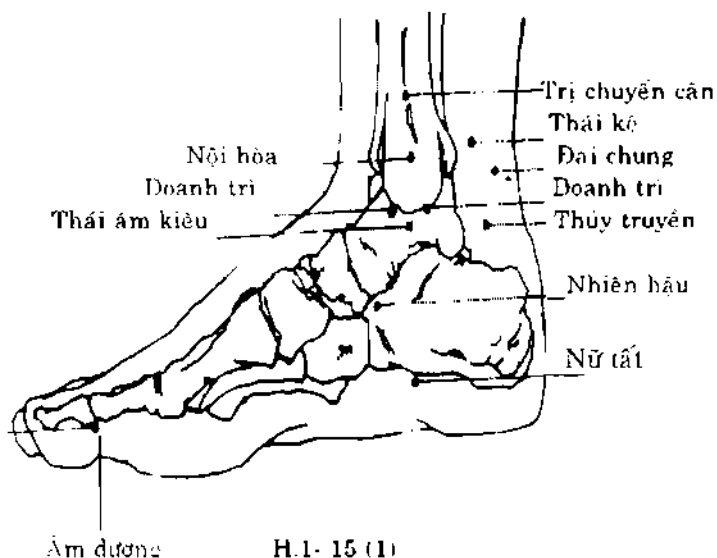 Trị chuyển cân
Thái kê
Đại chung
Doanh trì
Thủy truyền
Nội hòa
Doanh trì
Thái âm kiều
Nhiên hậu
Nữ tất
Âm dương
H.1- 15 (1)